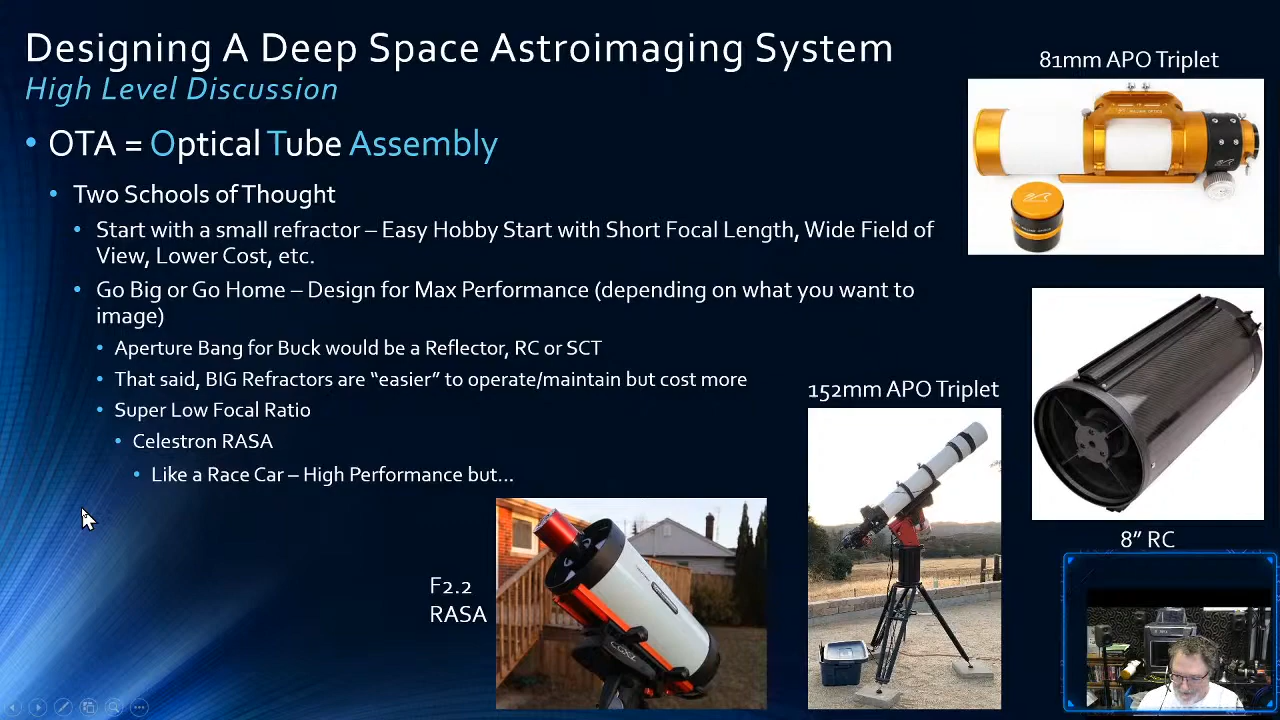 Designing A Deep Space Astroimaging System
High Level Discussion
81mm APO Triplet
• OTA = Optical Tube Assembly
• Two Schools of Thought
• Start with a small refractor – Easy Hobby Start with Short Focal Length, Wide Field of
View, Lower Cost, etc.
• Go Big or Go Home – Design for Max Performance (depending on what you want to
image)
• Aperture Bang for Buck would be a Reflector, RC or SCT
• That said, BIG Refractors are “easier” to operate/maintain but cost more
152mm APO Triplet
• Super Low Focal Ratio
• Celestron RASA
• Like a Race Car – High Performance but...
8” RC
F2.2
RASA
CGX-L